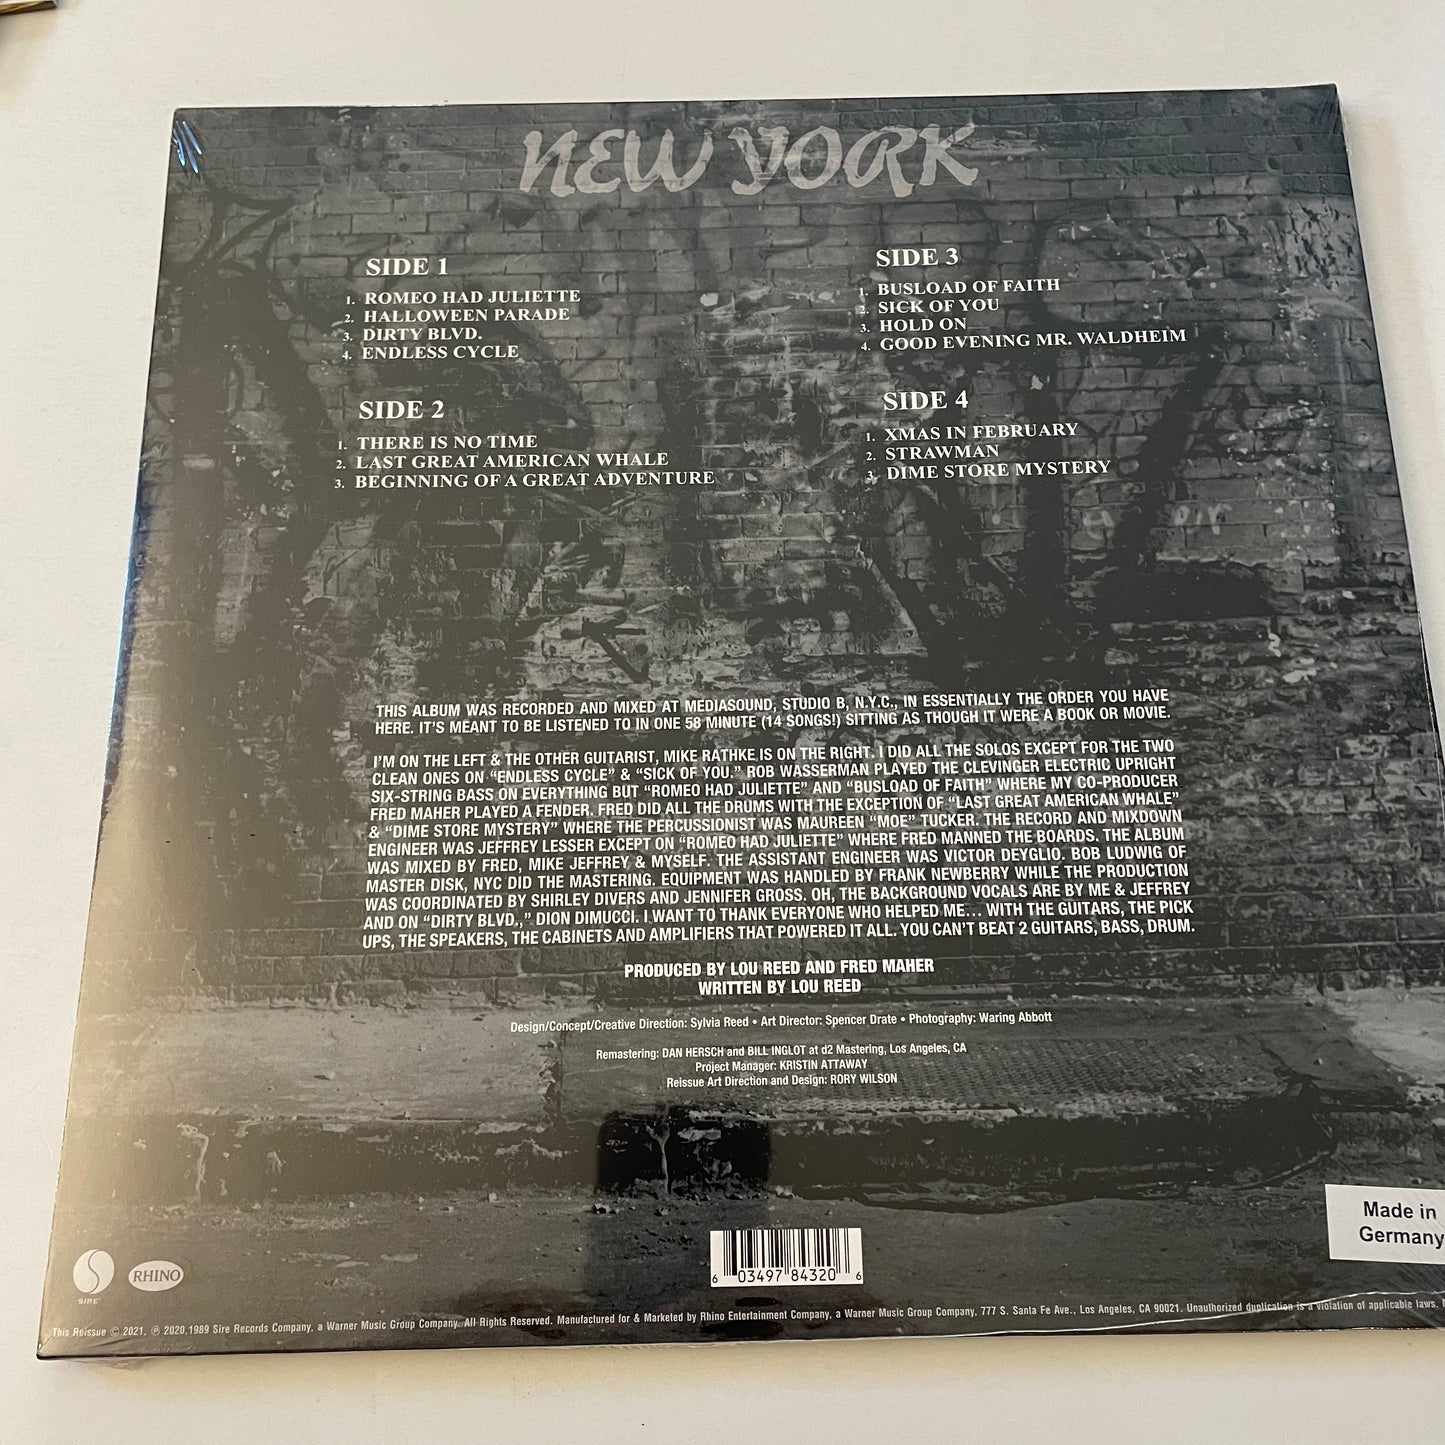 NEW YORK
SIDE 1
1. ROMEO HAD JULIETTE
2. HALLOWEEN PARADE
3. DIRTY BLVD.
4. ENDLESS CYCLE
SIDE 2
1. THERE IS NO TIME
2. LAST GREAT AMERICAN WHALE
3. BEGINNING OF A GREAT ADVENTURE
SIDE 3
1. BUSLOAD OF FAITH
2. SICK OF YOU
3. HOLD ON
4. GOOD EVENING MR. WALDHEIM
SIDE 4
1. XMAS IN FEBRUARY
2. STRAWMAN
3. DIME STORE MYSTERY
THIS ALBUM WAS RECORDED AND MIXED AT MEDIASOUND, STUDIO B, N.Y.C., IN ESSENTIALLY THE ORDER YOU HAVE
HERE. IT'S MEANT TO BE LISTENED TO IN ONE 58 MINUTE (14 SONGS!) SITTING AS THOUGH IT WERE A BOOK OR MOVIE.
I'M ON THE LEFT & THE OTHER GUITARIST, MIKE RATHKE IS ON THE RIGHT. I DID ALL THE SOLOS EXCEPT FOR THE TWO
CLEAN ONES ON "ENDLESS CYCLE" & "SICK OF YOU." ROB WASSERMAN PLAYED THE CLEVINGER ELECTRIC UPRIGHT
SIX-STRING BASS ON EVERYTHING BUT "ROMEO HAD JULIETTE" AND "BUSLOAD OF FAITH" WHERE MY CO-PRODUCER
FRED MAHER PLAYED A FENDER. FRED DID ALL THE DRUMS WITH THE EXCEPTION OF "LAST GREAT AMERICAN WHALE"
& "DIME STORE MYSTERY" WHERE THE PERCUSSIONIST WAS MAUREEN "MOE" TUCKER. THE RECORD AND MIXDOWN
ENGINEER WAS JEFFREY LESSER EXCEPT ON "ROMEO HAD JULIETTE" WHERE FRED MANNED THE BOARDS. THE ALBUM
WAS MIXED BY FRED, MIKE JEFFREY & MYSELF. THE ASSISTANT ENGINEER WAS VICTOR DEYGLIO. BOB LUDWIG OF
MASTER DISK, NYC DID THE MASTERING. EQUIPMENT WAS HANDLED BY FRANK NEWBERRY WHILE THE PRODUCTION
WAS COORDINATED BY SHIRLEY DIVERS AND JENNIFER GROSS. OH, THE BACKGROUND VOCALS ARE BY ME & JEFFREY
AND ON "DIRTY BLVD.," DION DIMUCCI. I WANT TO THANK EVERYONE WHO HELPED ME... WITH THE GUITARS, THE PICK
UPS, THE SPEAKERS, THE CABINETS AND AMPLIFIERS THAT POWERED IT ALL. YOU CAN'T BEAT 2 GUITARS, BASS, DRUM.
PRODUCED BY LOU REED AND FRED MAHER
WRITTEN BY LOU REED
Design/Concept/Creative Direction: Sylvia Reed • Art Director: Spencer Drate • Photography: Waring Abbott
Remastering: DAN HERSCH and BILL INGLOT at d2 Mastering, Los Angeles, CA
Project Manager: KRISTIN ATTAWAY
Reissue Art Direction and Design: RORY WILSON
Made in
Germany
SIRE
RHINO
6 03497 84320 6
This Reissue © 2021, ℗ 2020,1989 Sire Records Company, a Warner Music Group Company. All Rights Reserved. Manufactured for & Marketed by Rhino Entertainment Company, a Warner Music Group Company, 777 S. Santa Fe Ave., Los Angeles, CA 90021. Unauthorized duplication is a violation of applicable laws.